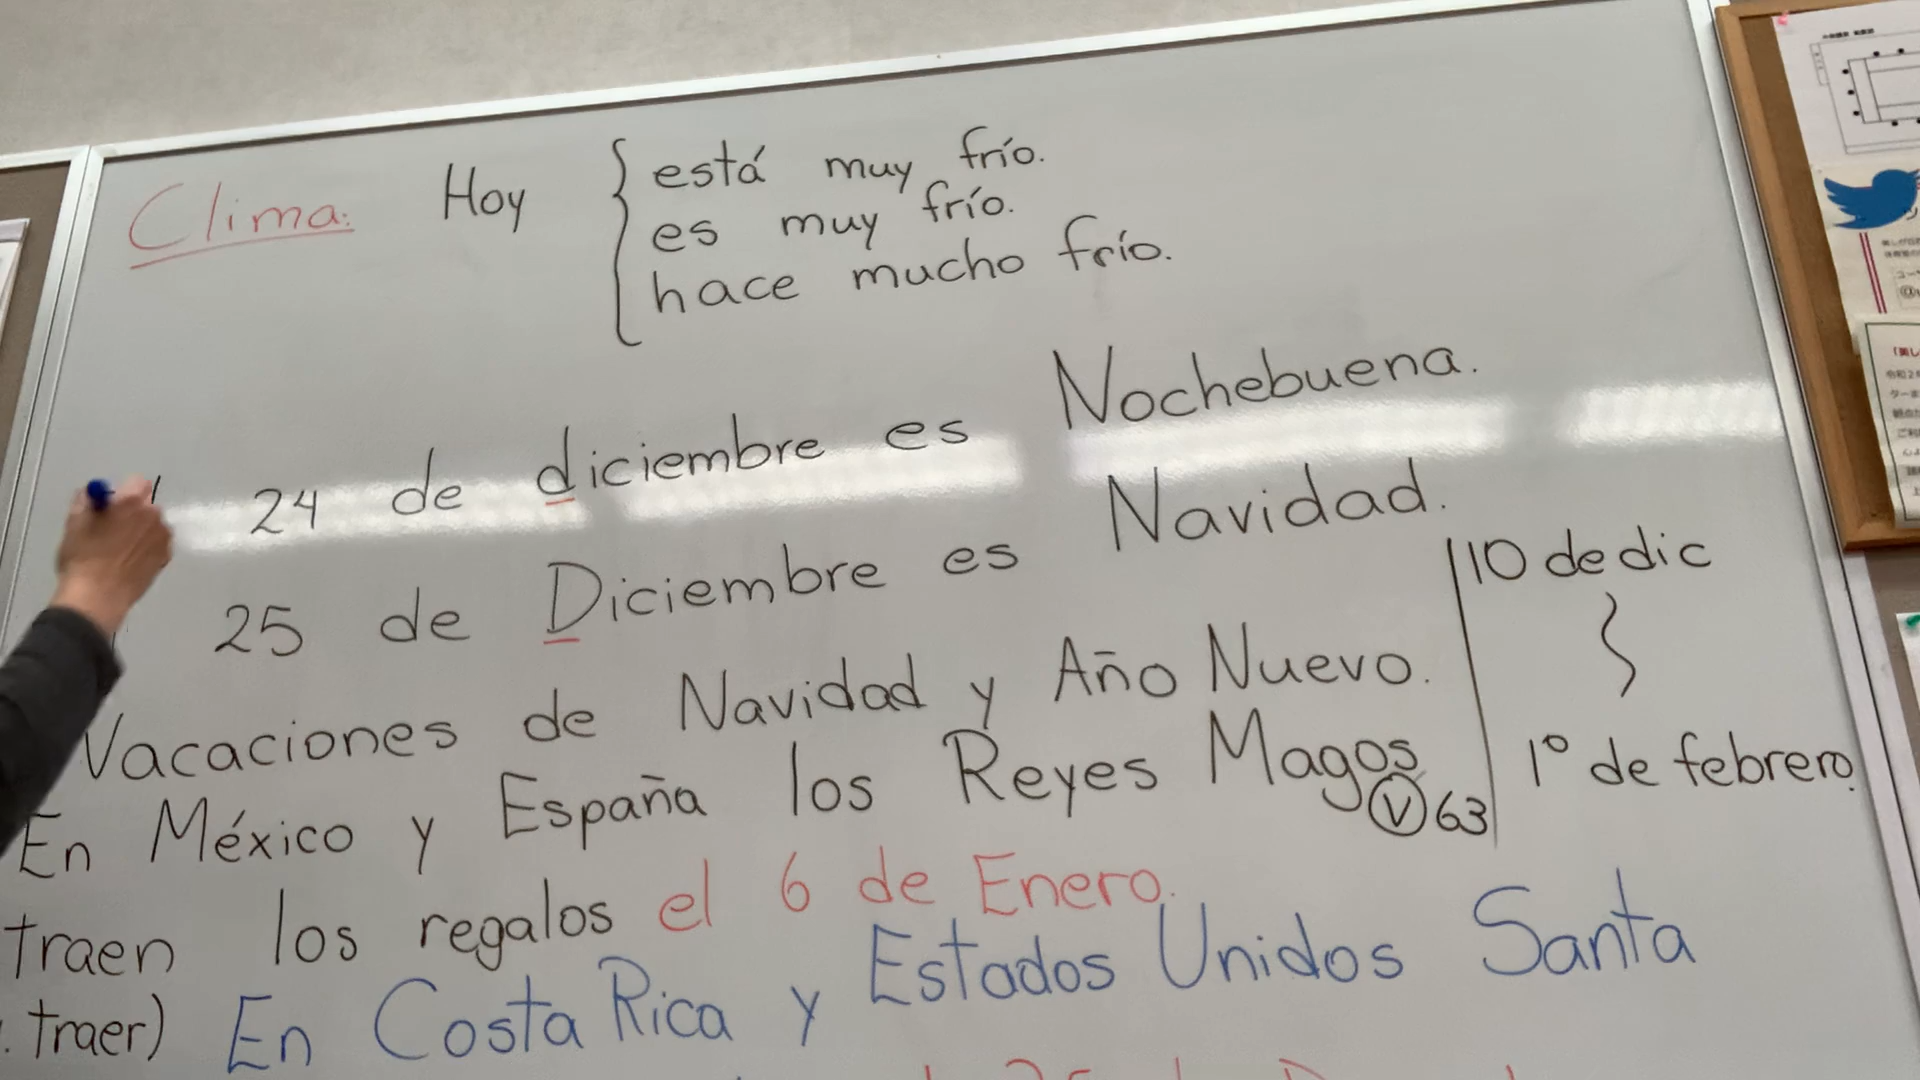 Clima: Hoy
está muy frío.
es muy frío.
hace mucho frío.
24 de diciembre es Nochebuena.
25 de Diciembre es Navidad.
Vacaciones de Navidad y Año Nuevo.
10 de dic
1º de febrero.
En México y España los Reyes Magos
V 63
traen los regalos el 6 de Enero.
traer) En Costa Rica y Estados Unidos Santa